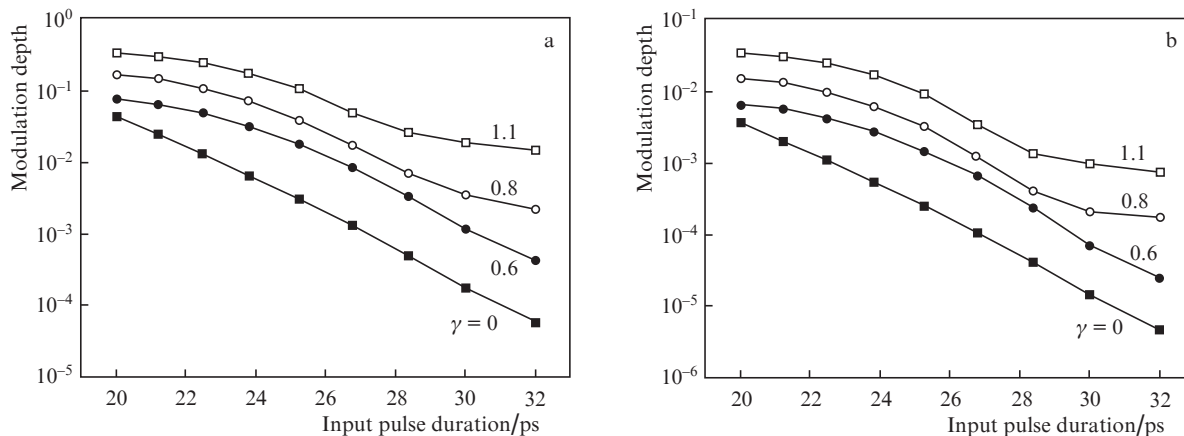 a
Modulation depth
10⁰
10⁻¹
10⁻²
10⁻³
10⁻⁴
10⁻⁵
1.1
0.8
0.6
γ = 0
20 22 24 26 28 30 32
Input pulse duration/ps
b
Modulation depth
10⁻¹
10⁻²
10⁻³
10⁻⁴
10⁻⁵
10⁻⁶
1.1
0.8
0.6
γ = 0
20 22 24 26 28 30 32
Input pulse duration/ps